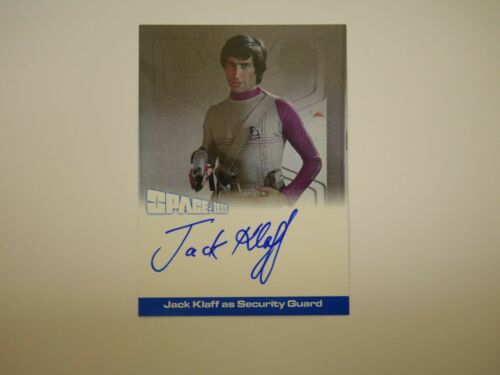 SPACE:1999
Jack Klaff
Jack Klaff as Security Guard